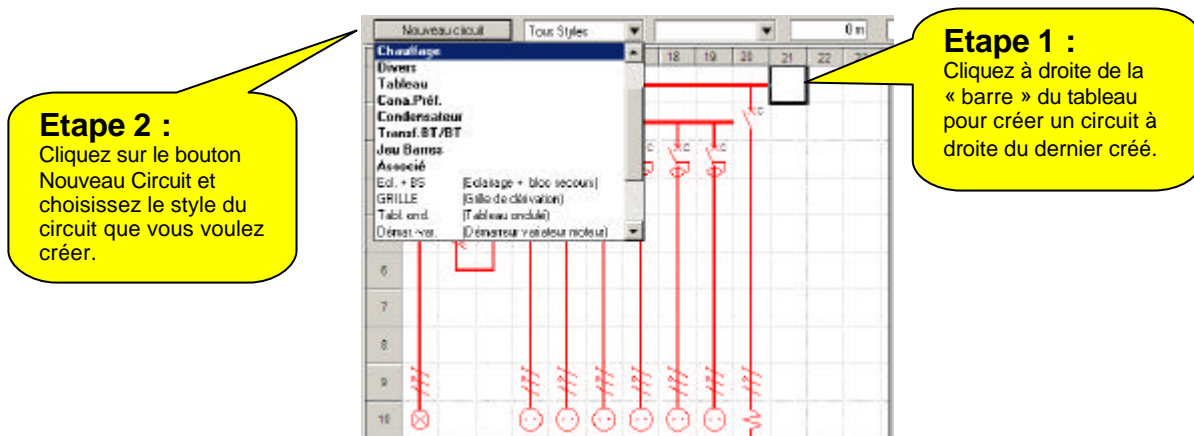 Nouveau circuit Tous Styles 0 m
Chauffage
Divers
Tableau
Cana.Préf.
Condensateur
Transf.BT/BT
Jeu Barres
Associé
Ecl. + BS (Eclairage + bloc secours)
GRILLE (Grille de dérivation)
Tabl. ond. (Tableau ondulé)
Démar.-var. (Démarreur variateur moteur)
18 19 20 21 22
6
7
8
9
10
Etape 1 :
Cliquez à droite de la
« barre » du tableau
pour créer un circuit à
droite du dernier créé.
Etape 2 :
Cliquez sur le bouton
Nouveau Circuit et
choisissez le style du
circuit que vous voulez
créer.